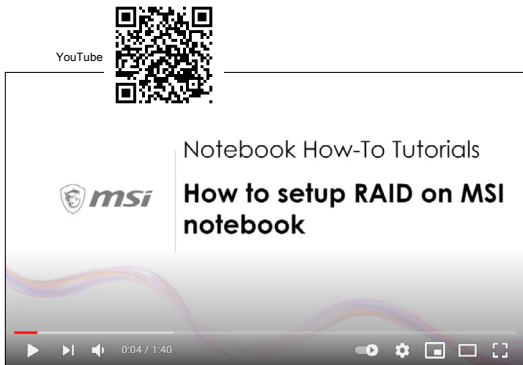 YouTube
Notebook How-To Tutorials
msi
How to setup RAID on MSI
notebook
0:04 / 1:40